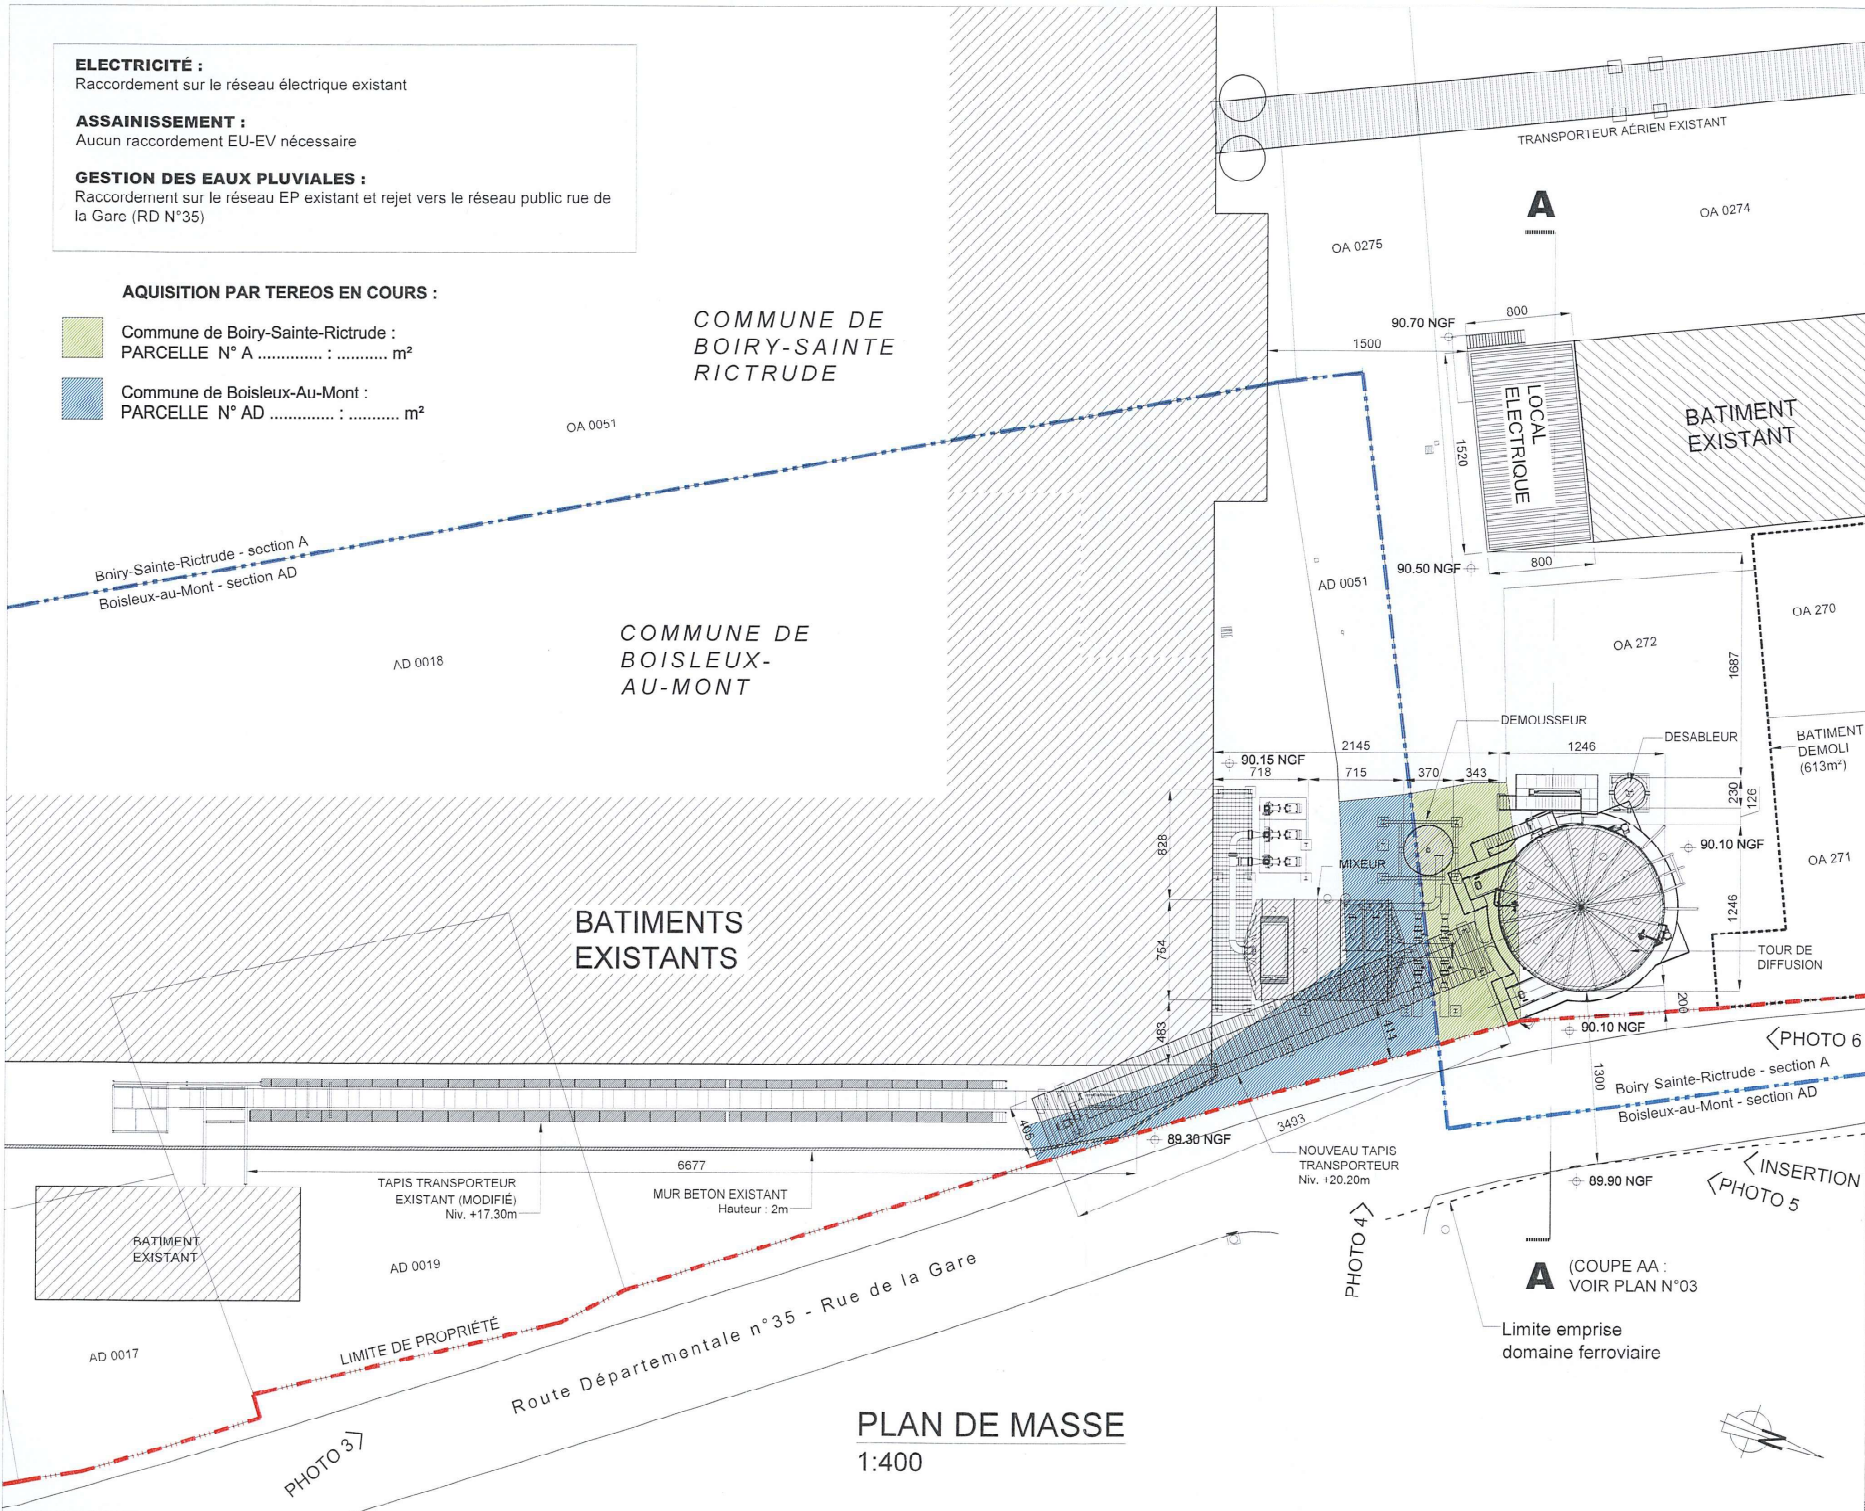 ELECTRICITÉ :
Raccordement sur le réseau électrique existant
ASSAINISSEMENT :
Aucun raccordement EU-EV nécessaire
GESTION DES EAUX PLUVIALES :
Raccordement sur le réseau EP existant et rejet vers le réseau public rue de
la Gare (RD N°35)
AQUISITION PAR TEREOS EN COURS :
Commune de Boiry-Sainte-Rictrude :
PARCELLE N° A .............. : ........... m²
Commune de Boisleux-Au-Mont :
PARCELLE N° AD .............. : ........... m²
COMMUNE DE
BOIRY-SAINTE
RICTRUDE
OA 0051
Boiry-Sainte-Rictrude - section A
Boisleux-au-Mont - section AD
COMMUNE DE
BOISLEUX-
AU-MONT
AD 0018
TRANSPORTEUR AÉRIEN EXISTANT
A
OA 0274
OA 0275
90.70 NGF
800
1500
LOCAL
ELECTRIQUE
1520
BATIMENT
EXISTANT
90.50 NGF
800
AD 0051
OA 270
OA 272
1687
DEMOUSSEUR
DESABLEUR
BATIMENT
DEMOLI
(613m²)
2145
1246
90.15 NGF
718
715
370
343
230
126
828
MIXEUR
90.10 NGF
OA 271
1246
754
TOUR DE
DIFFUSION
BATIMENTS
EXISTANTS
483
414
200
90.10 NGF
PHOTO 6
1300
Boiry Sainte-Rictrude - section A
Boisleux-au-Mont - section AD
405
89.30 NGF
3493
NOUVEAU TAPIS
TRANSPORTEUR
Niv. +20.20m
6677
TAPIS TRANSPORTEUR
EXISTANT (MODIFIÉ)
Niv. +17.30m
MUR BETON EXISTANT
Hauteur : 2m
INSERTION
PHOTO 5
89.90 NGF
PHOTO 4
BATIMENT
EXISTANT
AD 0019
A
(COUPE AA :
VOIR PLAN N°03
Limite emprise
domaine ferroviaire
LIMITE DE PROPRIÉTÉ
AD 0017
Route Départementale n°35 - Rue de la Gare
PHOTO 3
PLAN DE MASSE
1:400
N